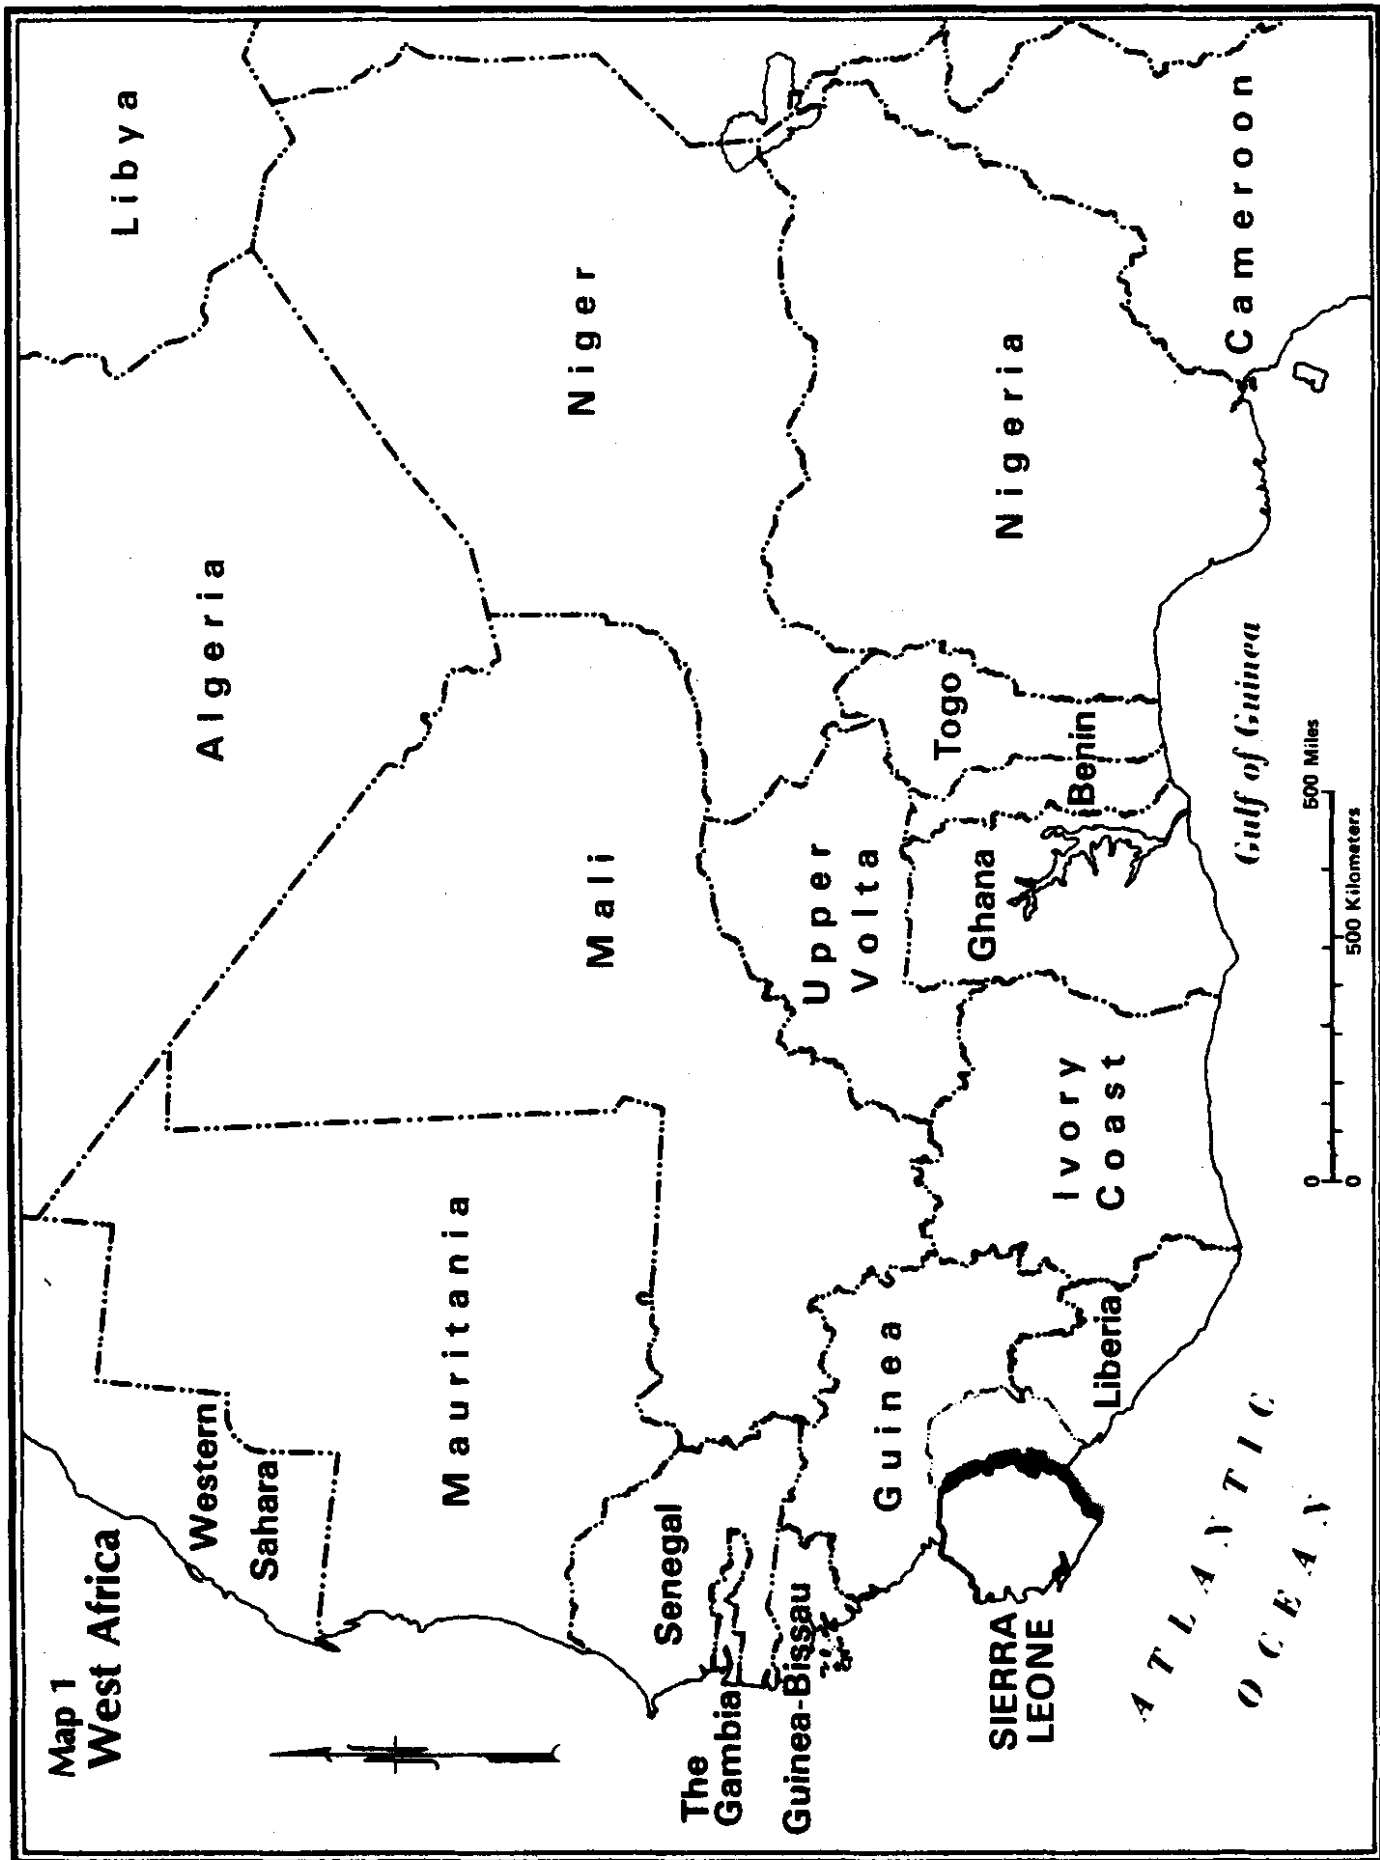 Map 1
West Africa
Libya
Algeria
Western
Sahara
Mauritania
Mali
Niger
Senegal
The
Gambia
Guinea-Bissau
Guinea
SIERRA
LEONE
Liberia
Ivory
Coast
Upper
Volta
Ghana
Togo
Benin
Nigeria
Cameroon
Gulf of Guinea
ATLANTIC
OCEAN
0 500 Miles
0 500 Kilometers